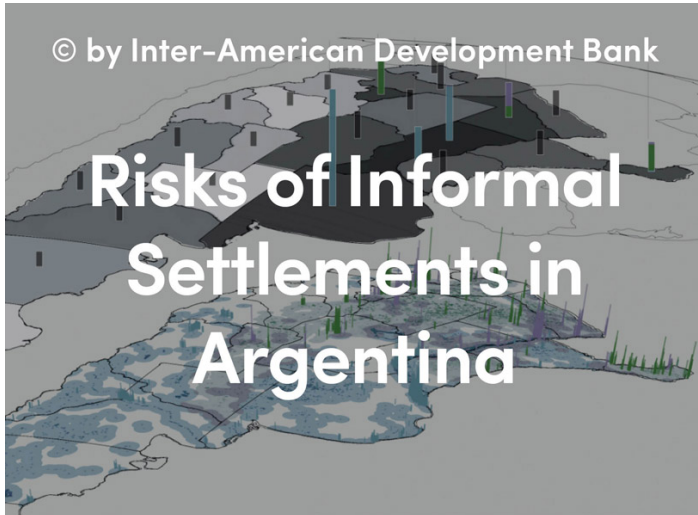 © by Inter-American Development Bank
Risks of Informal
Settlements in
Argentina